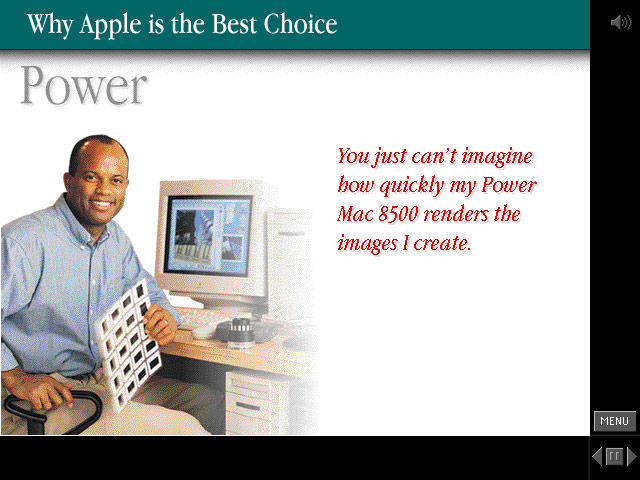 Why Apple is the Best Choice
Power
You just can't imagine
how quickly my Power
Mac 8500 renders the
images I create.
MENU